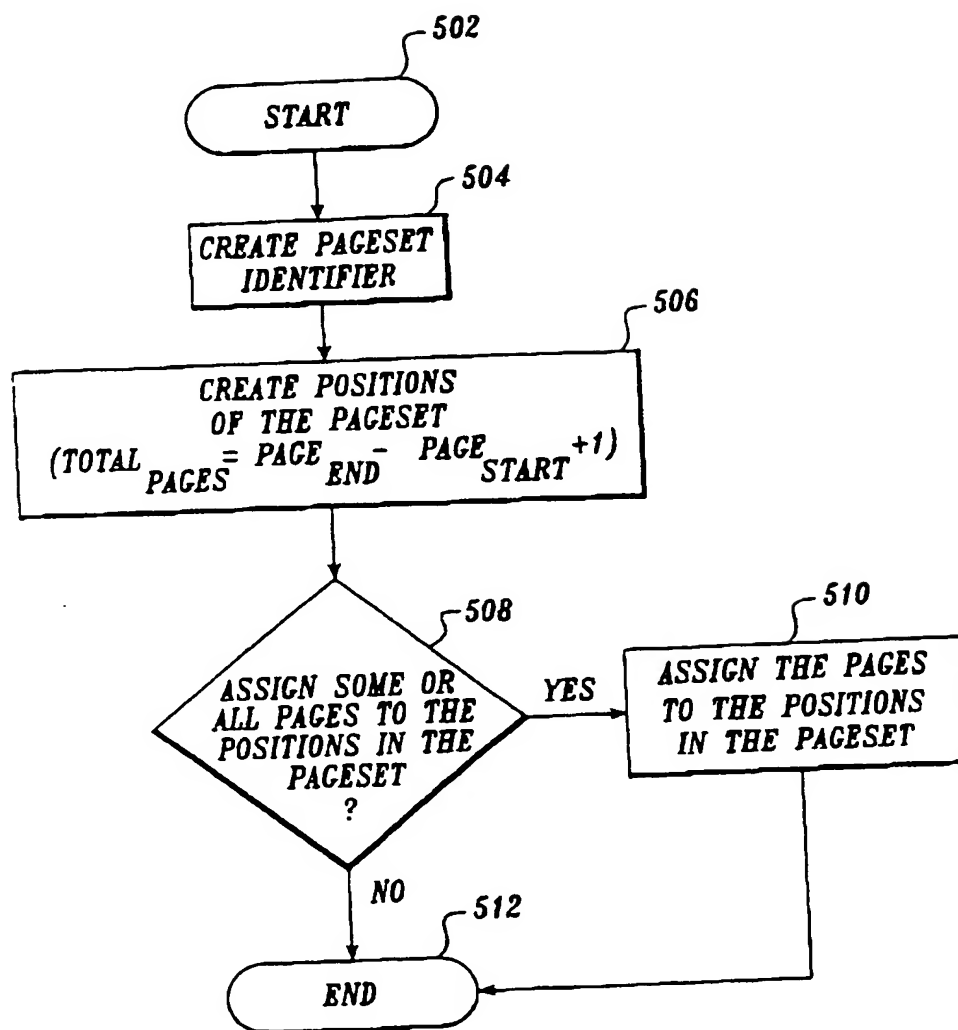 502
START
504
CREATE PAGESET
IDENTIFIER
506
CREATE POSITIONS
OF THE PAGESET
(TOTAL PAGES = PAGE END - PAGE START +1)
508
ASSIGN SOME OR
ALL PAGES TO THE
POSITIONS IN THE
PAGESET
?
YES
510
ASSIGN THE PAGES
TO THE POSITIONS
IN THE PAGESET
NO
512
END